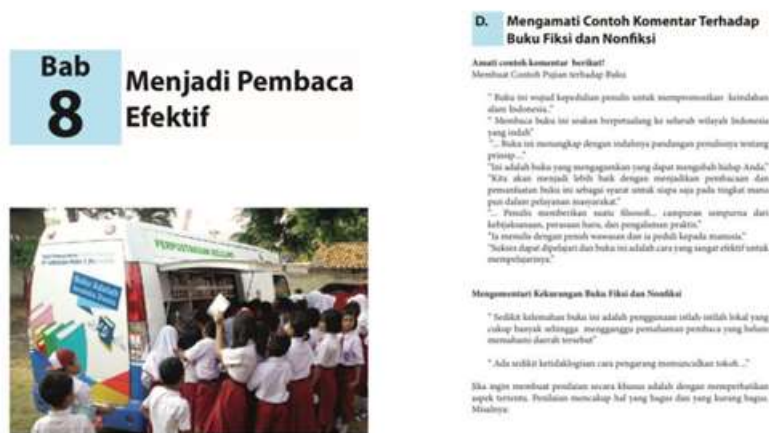 Bab
8
Menjadi Pembaca
Efektif
PERPUSTAKAAN KELILING
Buku Adalah
Jendela Dunia
D. Mengamati Contoh Komentar Terhadap
Buku Fiksi dan Nonfiksi
Amati contoh komentar berikut!
Membuat Contoh Pujian terhadap Buku
" Buku ini wujud kepedulian penulis untuk mempromosikan keindahan
alam Indonesia."
" Membaca buku ini seakan berpetualang ke seluruh wilayah Indonesia
yang indah"
"... Buku ini menangkap dengan indahnya pandangan penulisnya tentang
prinsip..."
"Ini adalah buku yang mengagumkan yang dapat mengubah hidup Anda."
"Kita akan menjadi lebih baik dengan menjadikan pembacaan dan
pemanfaatan buku ini sebagai syarat untuk siapa saja pada tingkat mana
pun dalam pelayanan masyarakat."
"... Penulis memberikan suatu filosofi... campuran sempurna dari
kebijaksanaan, perasaan haru, dan pengalaman praktis."
"Ia menulis dengan penuh wawasan dan ia peduli kepada manusia."
"Sukses dapat dipelajari dan buku ini adalah cara yang sangat efektif untuk
mempelajarinya."
Mengomentari Kekurangan Buku Fiksi dan Nonfiksi
" Sedikit kelemahan buku ini adalah penggunaan istilah-istilah lokal yang
cukup banyak sehingga mengganggu pemahaman pembaca yang belum
memahami daerah tersebut"
" Ada sedikit ketidaklogisan cara pengarang memunculkan tokoh..."
Jika ingin membuat penilaian secara khusus adalah dengan memperhatikan
aspek tertentu. Penilaian mencakup hal yang bagus dan yang kurang bagus.
Misalnya: